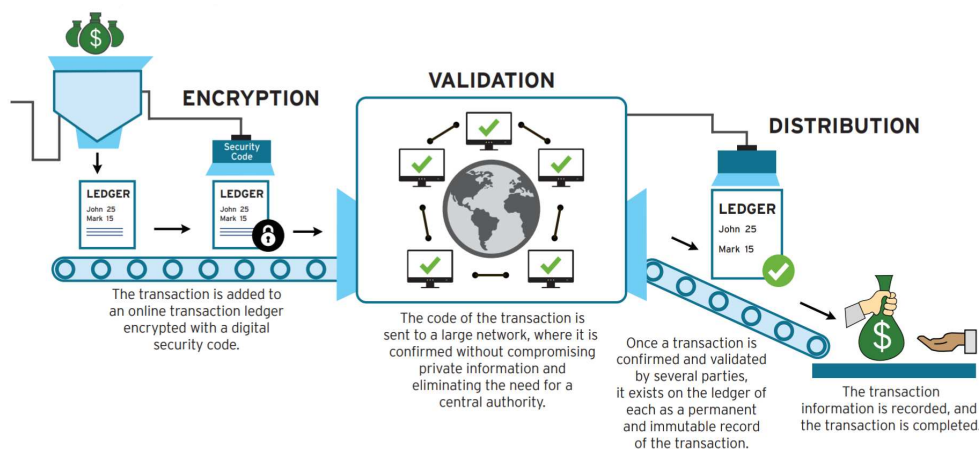 ENCRYPTION
Security
Code
LEDGER
John 25
Mark 15
LEDGER
John 25
Mark 15
The transaction is added to
an online transaction ledger
encrypted with a digital
security code.
VALIDATION
The code of the transaction is
sent to a large network, where it is
confirmed without compromising
private information and
eliminating the need for a
central authority.
DISTRIBUTION
LEDGER
John 25
Mark 15
Once a transaction is
confirmed and validated
by several parties,
it exists on the ledger of
each as a permanent
and immutable record
of the transaction.
$
$
The transaction
information is recorded, and
the transaction is completed.